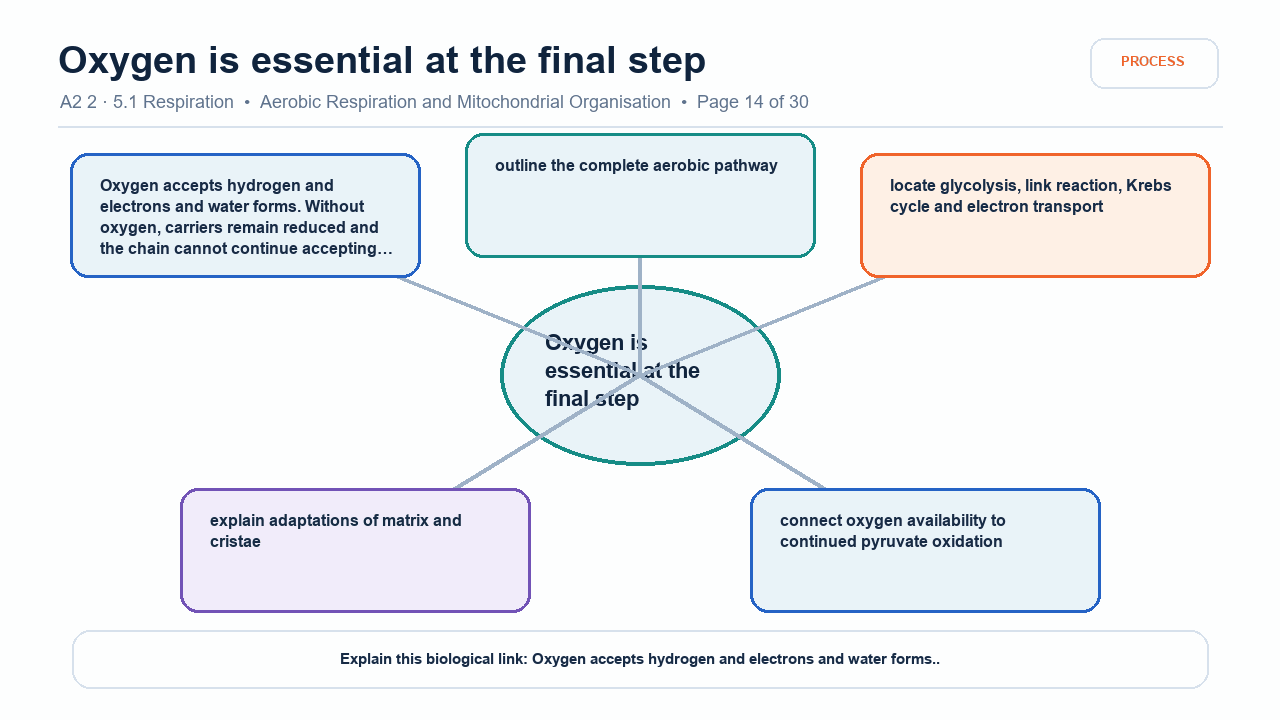 Oxygen is essential at the final step
PROCESS
A2 2 · 5.1 Respiration • Aerobic Respiration and Mitochondrial Organisation • Page 14 of 30
Oxygen accepts hydrogen and
electrons and water forms. Without
oxygen, carriers remain reduced and
the chain cannot continue accepting…
outline the complete aerobic pathway
locate glycolysis, link reaction, Krebs
cycle and electron transport
Oxygen is
essential at the
final step
explain adaptations of matrix and
cristae
connect oxygen availability to
continued pyruvate oxidation
Explain this biological link: Oxygen accepts hydrogen and electrons and water forms..